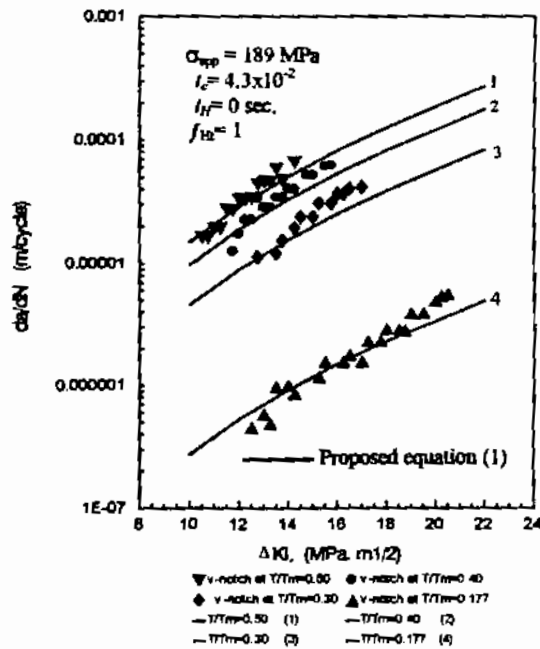 0.001
σapp = 189 MPa
tc= 4.3x10-2
tH= 0 sec.
fHz= 1
1
2
3
4
0.0001
0.00001
0.000001
1E-07
da/dN (m/cycle)
Proposed equation (1)
6 8 10 12 14 16 18 20 22 24
ΔKI, (MPa. m1/2)
v-notch at T/Tm=0.50 v-notch at T/Tm=0.40
v-notch at T/Tm=0.30 v-notch at T/Tm=0.177
T/Tm=0.50 (1) T/Tm=0.40 (2)
T/Tm=0.30 (3) T/Tm=0.177 (4)